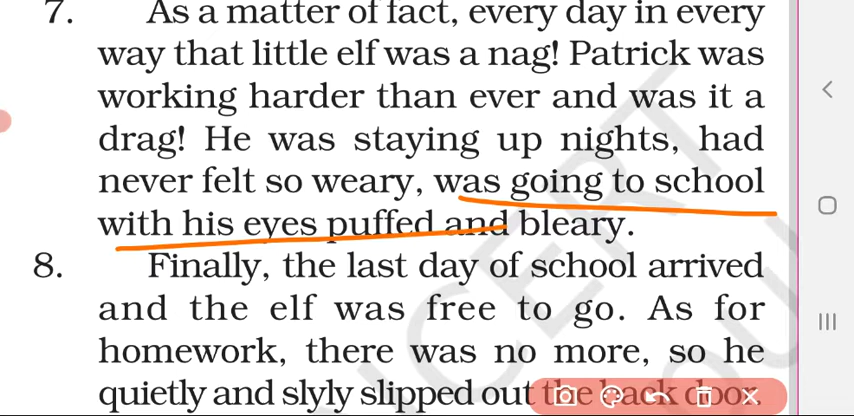 7. As a matter of fact, every day in every
way that little elf was a nag! Patrick was
working harder than ever and was it a
drag! He was staying up nights, had
never felt so weary, was going to school
with his eyes puffed and bleary.
8. Finally, the last day of school arrived
and the elf was free to go. As for
homework, there was no more, so he
quietly and slyly slipped out the back door.